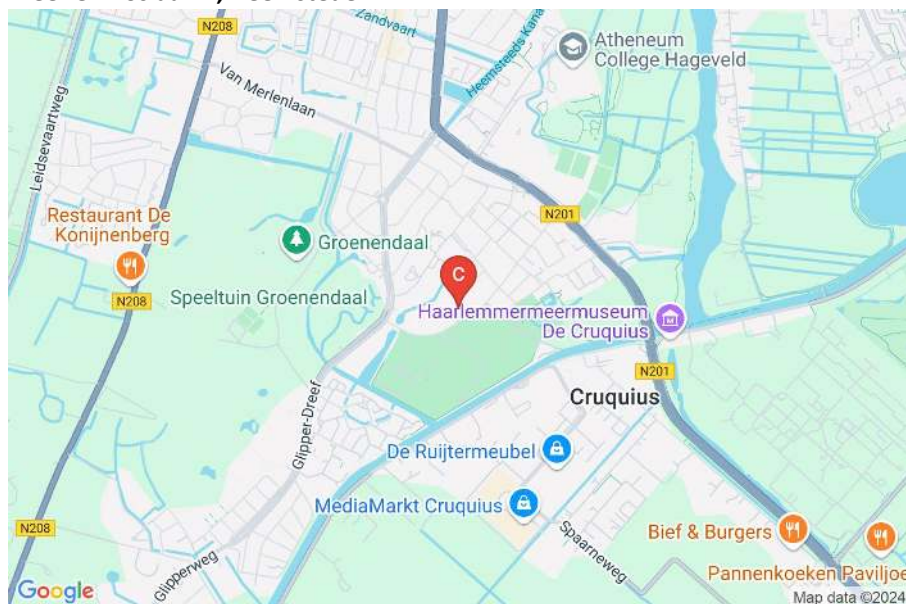 N208
Zandvaart
Heemsteeds Kana
Atheneum
College Hageveld
Van Merlenlaan
Leidsevaartweg
Restaurant De
Konijnenberg
Groenendaal
N201
C
Speeltuin Groenendaal
N208
Haarlemmermeermuseum
De Cruquius
N201
Cruquius
Glipper-Dreef
De Ruijtermeubel
MediaMarkt Cruquius
N208
Spaarneweg
Bief & Burgers
Glipperweg
Pannenkoeken Paviljoe
Google
Map data ©2024